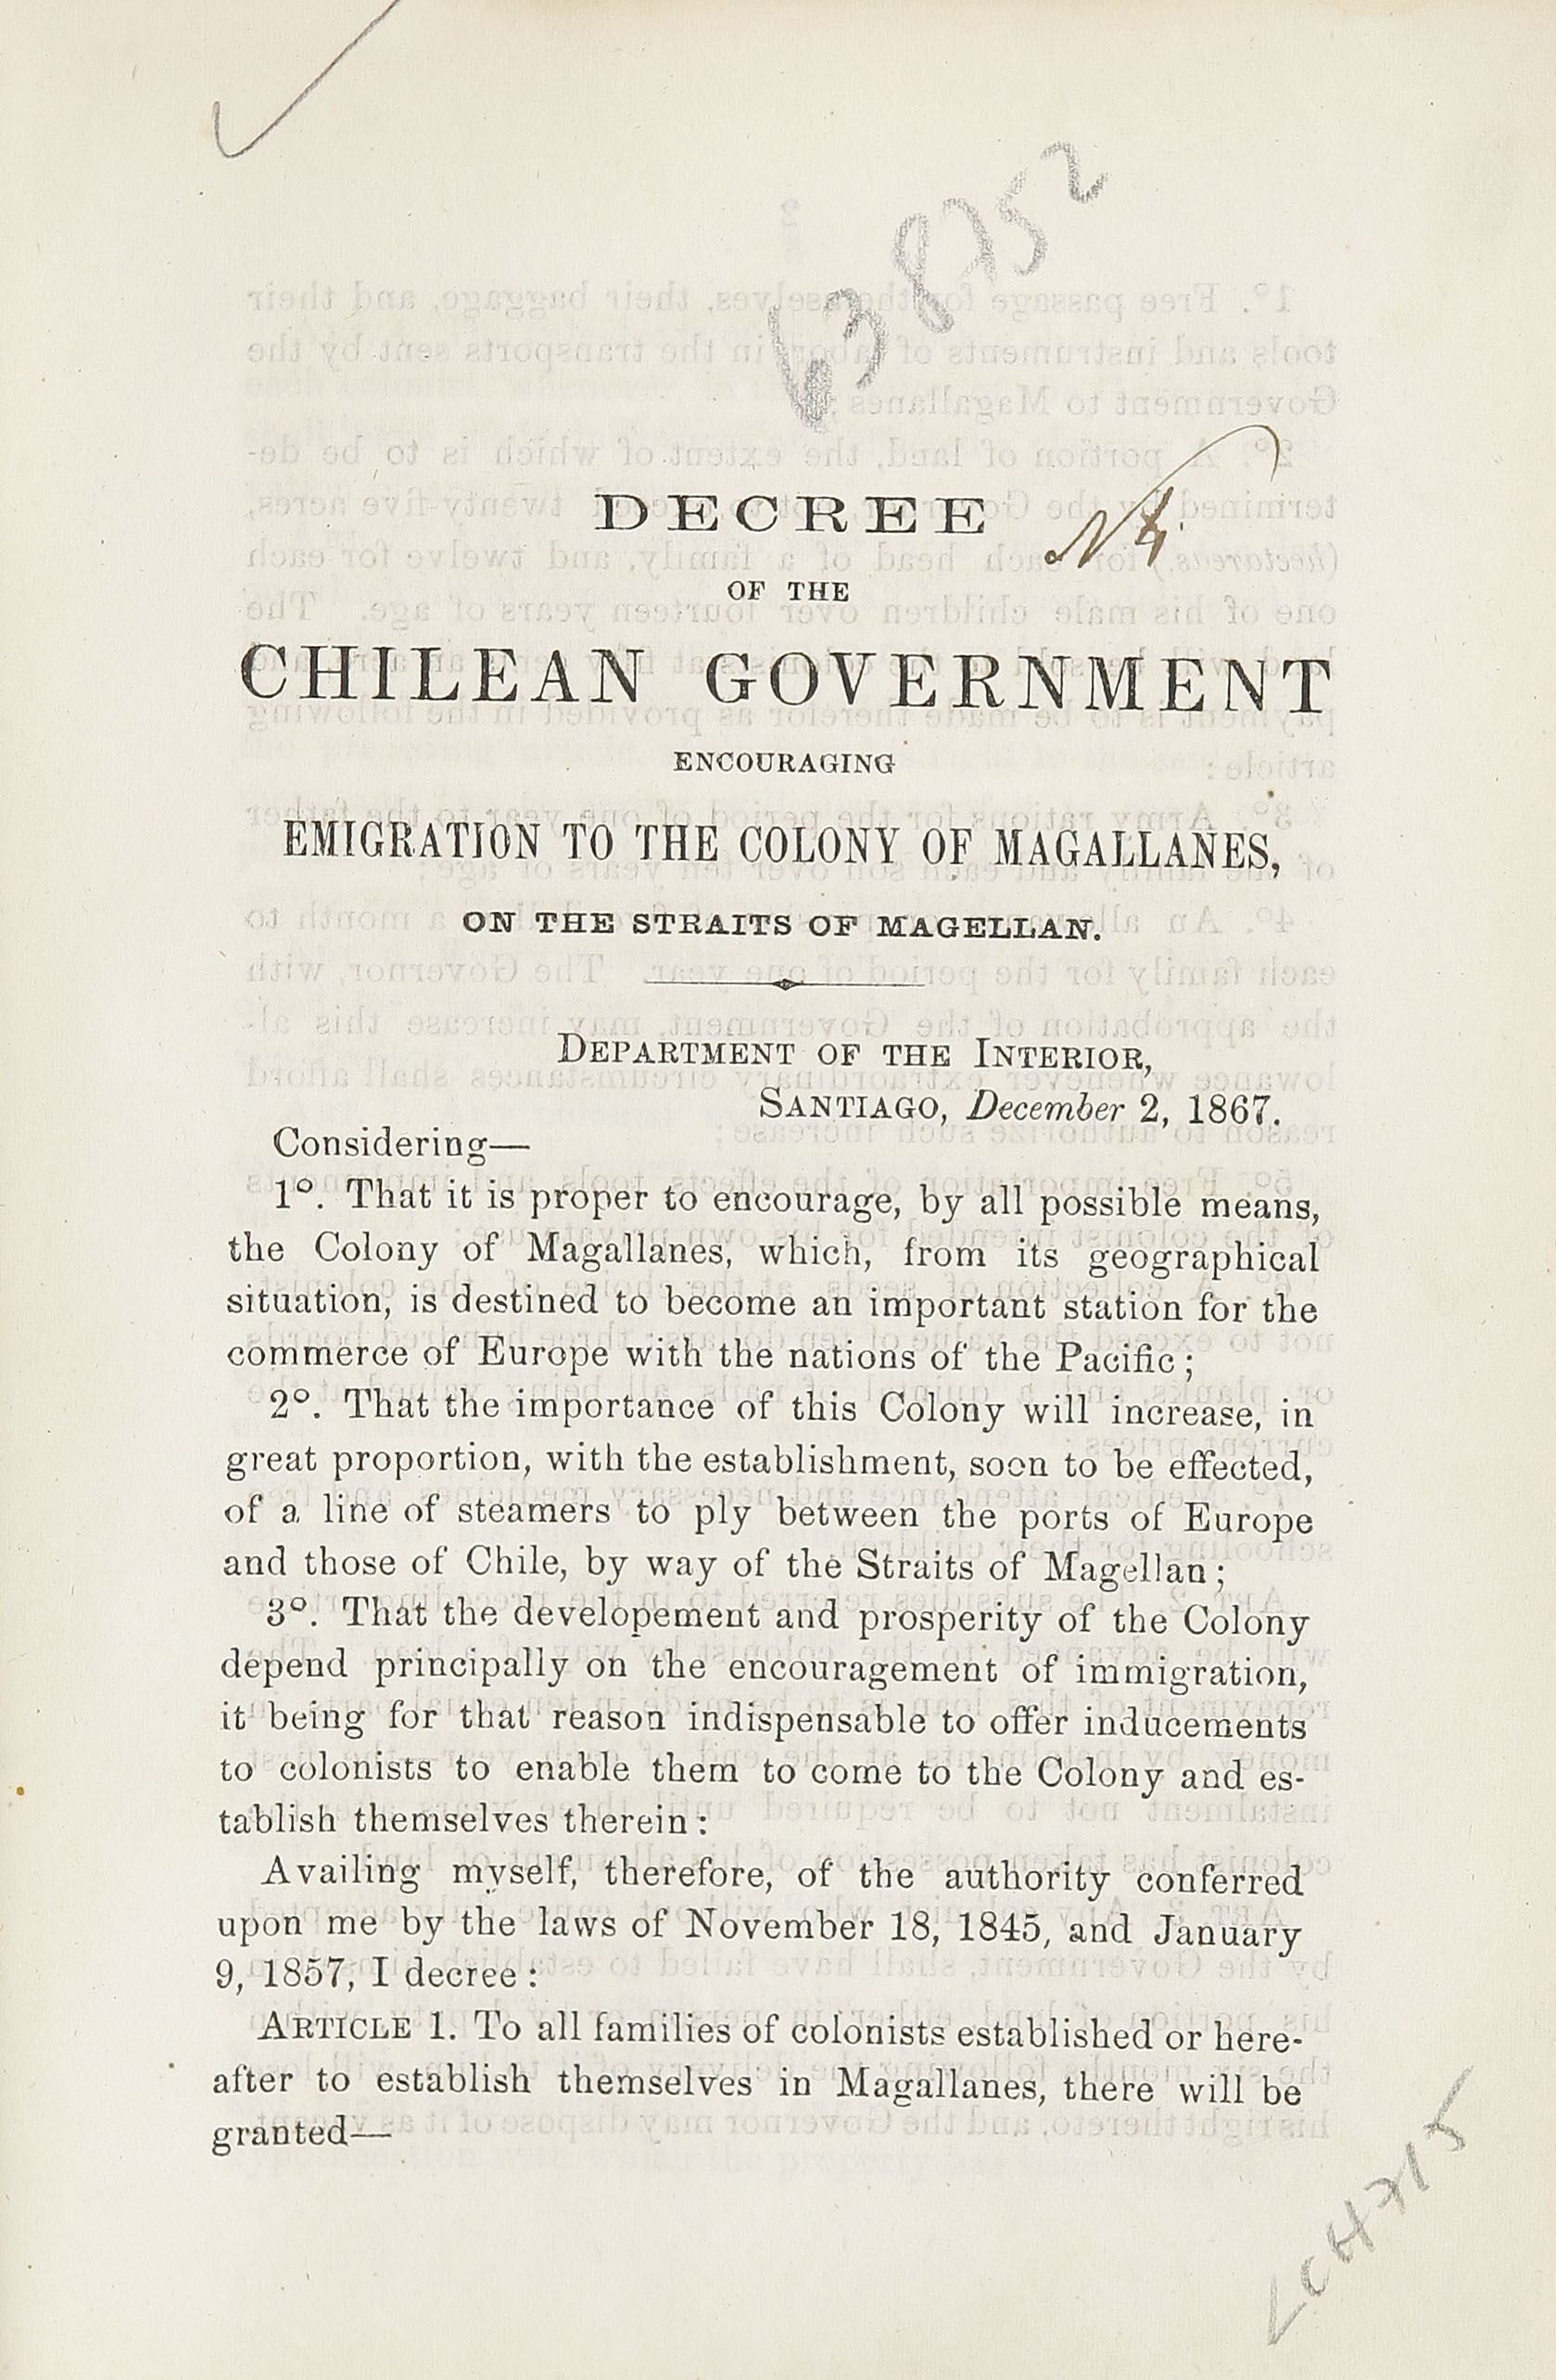 63875²
DECREE
N 4.
OF THE
CHILEAN GOVERNMENT
ENCOURAGING
EMIGRATION TO THE COLONY OF MAGALLANES,
ON THE STRAITS OF MAGELLAN.
DEPARTMENT OF THE INTERIOR,
SANTIAGO, December 2, 1867.
Considering—
1º. That it is proper to encourage, by all possible means,
the Colony of Magallanes, which, from its geographical
situation, is destined to become an important station for the
commerce of Europe with the nations of the Pacific;
2º. That the importance of this Colony will increase, in
great proportion, with the establishment, soon to be effected,
of a line of steamers to ply between the ports of Europe
and those of Chile, by way of the Straits of Magellan;
3º. That the developement and prosperity of the Colony
depend principally on the encouragement of immigration,
it being for that reason indispensable to offer inducements
to colonists to enable them to come to the Colony and es-
tablish themselves therein:
Availing myself, therefore, of the authority conferred
upon me by the laws of November 18, 1845, and January
9, 1857, I decree:
ARTICLE 1. To all families of colonists established or here-
after to establish themselves in Magallanes, there will be
granted—